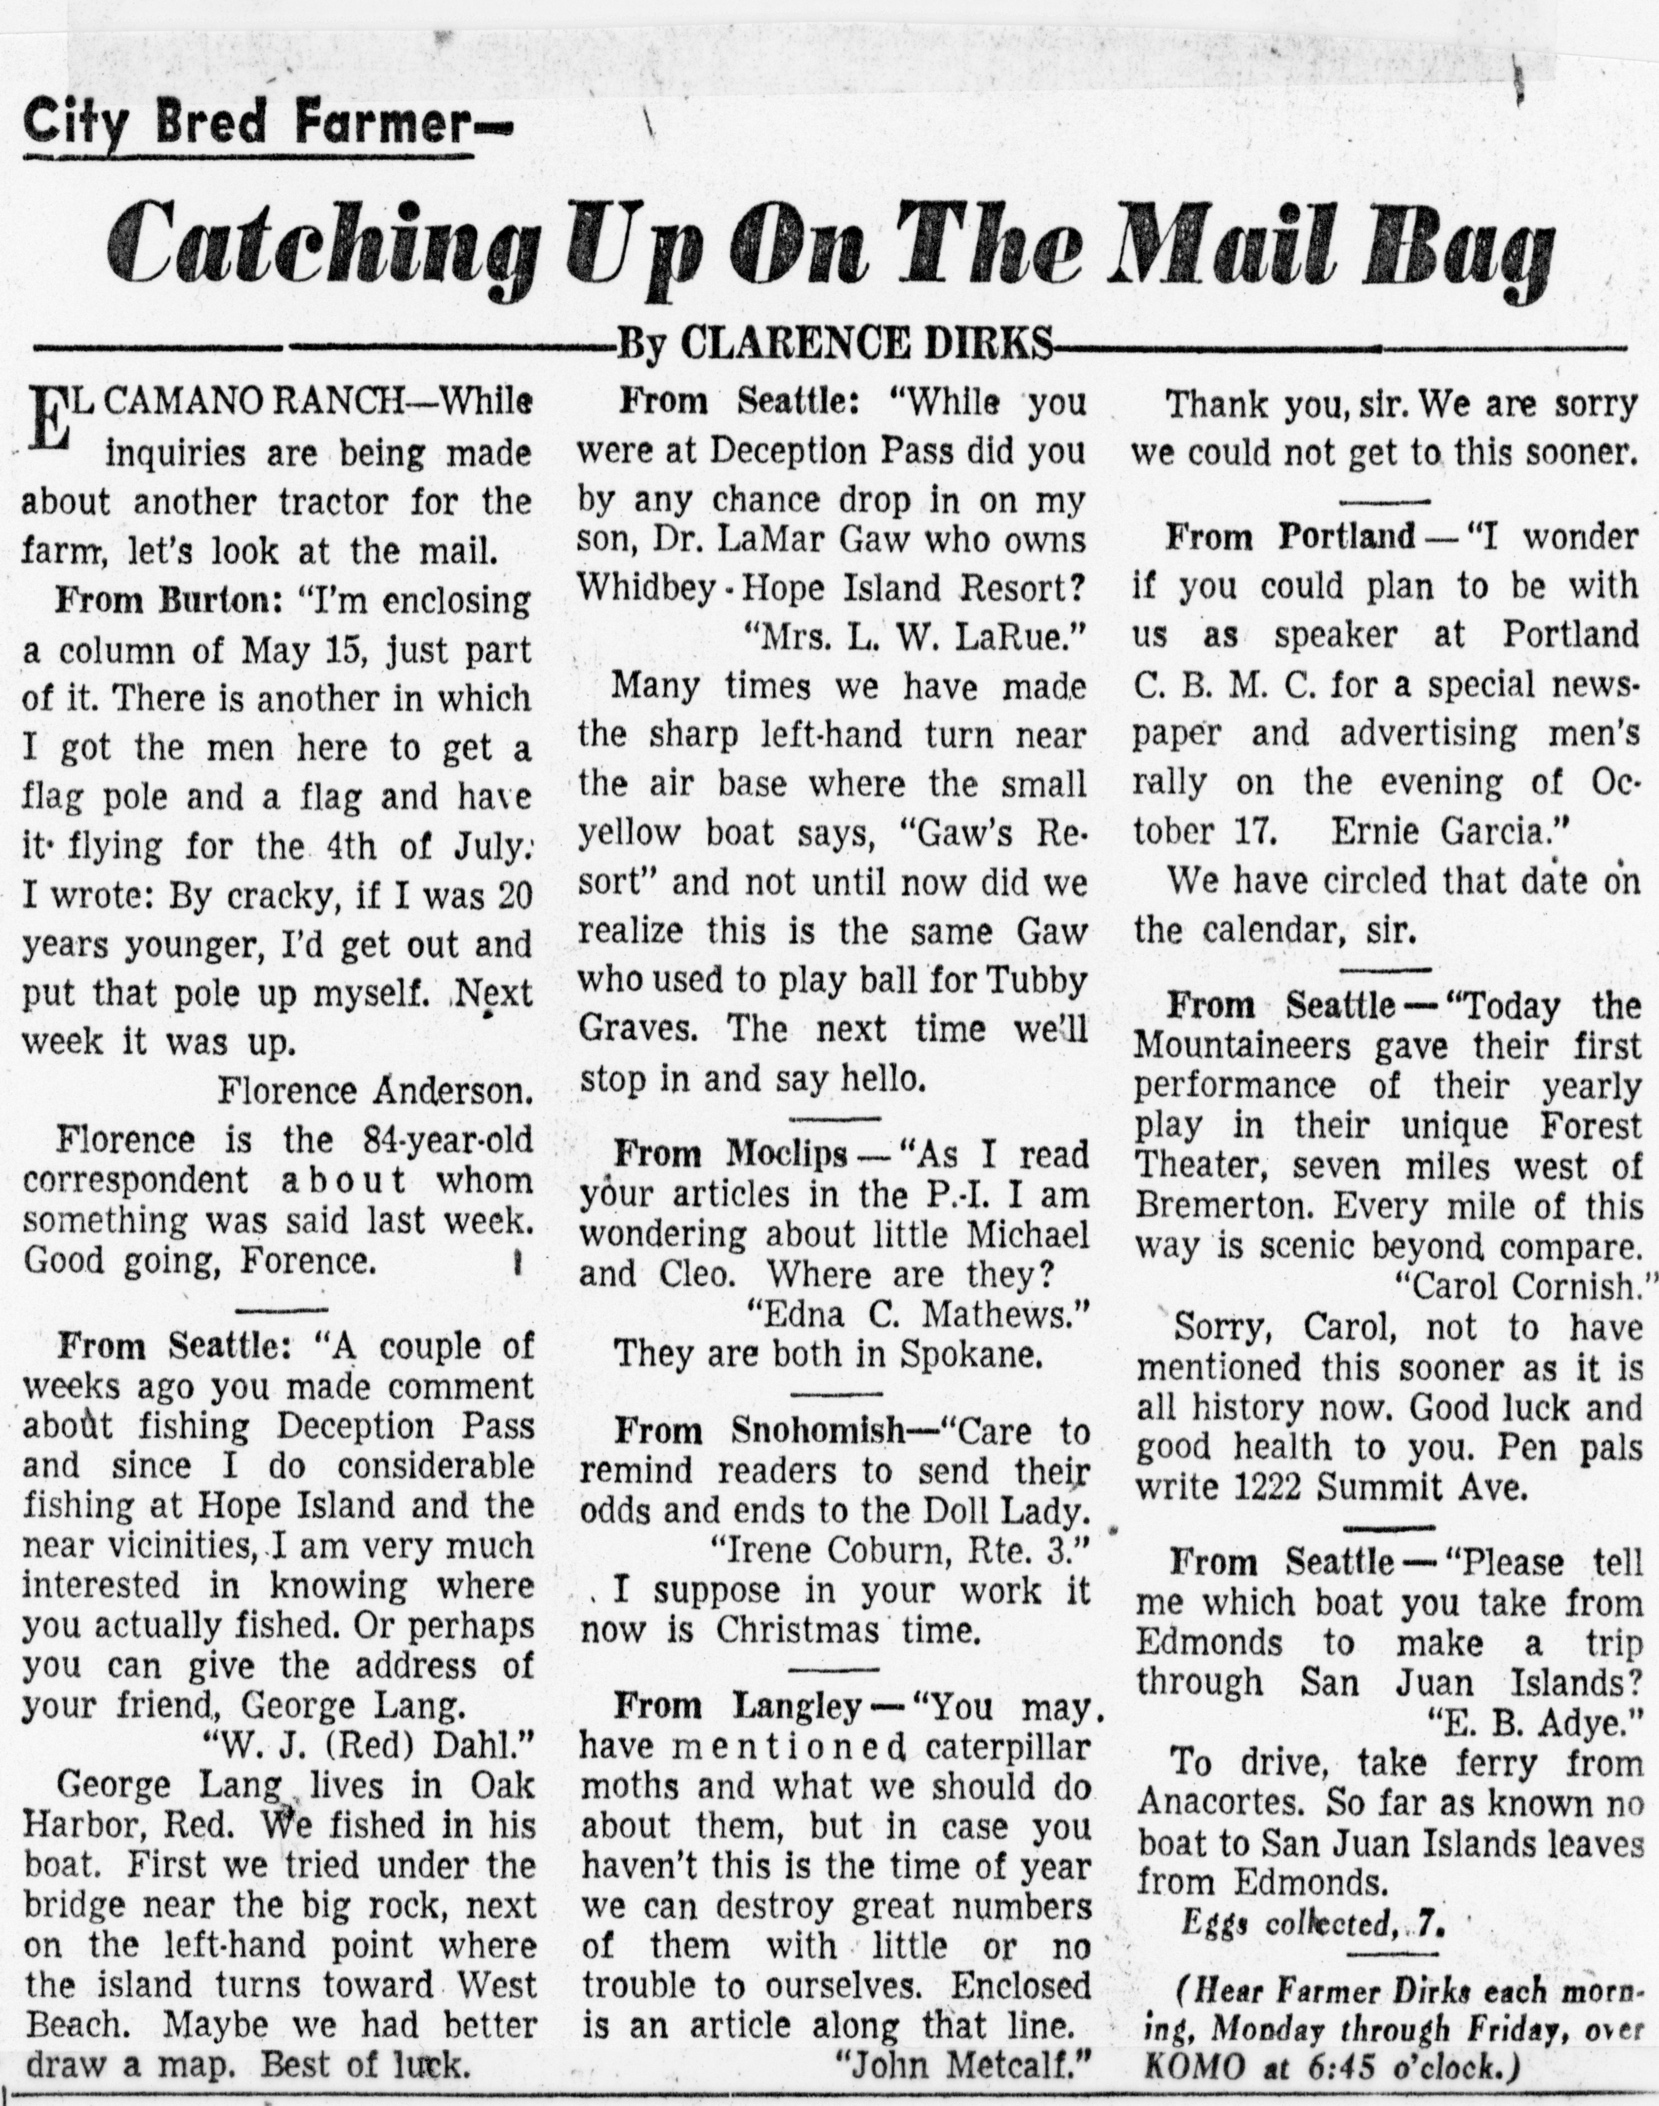 City Bred Farmer—
Catching Up On The Mail Bag
By CLARENCE DIRKS
EL CAMANO RANCH—While
inquiries are being made
about another tractor for the
farm, let's look at the mail.
From Burton: “I'm enclosing
a column of May 15, just part
of it. There is another in which
I got the men here to get a
flag pole and a flag and have
it flying for the 4th of July.
I wrote: By cracky, if I was 20
years younger, I'd get out and
put that pole up myself. Next
week it was up.
Florence Anderson.
Florence is the 84-year-old
correspondent about whom
something was said last week.
Good going, Forence.
From Seattle: “A couple of
weeks ago you made comment
about fishing Deception Pass
and since I do considerable
fishing at Hope Island and the
near vicinities, I am very much
interested in knowing where
you actually fished. Or perhaps
you can give the address of
your friend, George Lang.
“W. J. (Red) Dahl.”
George Lang lives in Oak
Harbor, Red. We fished in his
boat. First we tried under the
bridge near the big rock, next
on the left-hand point where
the island turns toward West
Beach. Maybe we had better
draw a map. Best of luck.
From Seattle: “While you
were at Deception Pass did you
by any chance drop in on my
son, Dr. LaMar Gaw who owns
Whidbey-Hope Island Resort?
“Mrs. L. W. LaRue.”
Many times we have made
the sharp left-hand turn near
the air base where the small
yellow boat says, “Gaw's Re-
sort” and not until now did we
realize this is the same Gaw
who used to play ball for Tubby
Graves. The next time we'll
stop in and say hello.
From Moclips—“As I read
your articles in the P.-I. I am
wondering about little Michael
and Cleo. Where are they?
“Edna C. Mathews.”
They are both in Spokane.
From Snohomish—“Care to
remind readers to send their
odds and ends to the Doll Lady.
“Irene Coburn, Rte. 3.”
I suppose in your work it
now is Christmas time.
From Langley—“You may
have mentioned caterpillar
moths and what we should do
about them, but in case you
haven't this is the time of year
we can destroy great numbers
of them with little or no
trouble to ourselves. Enclosed
is an article along that line.
“John Metcalf.”
Thank you, sir. We are sorry
we could not get to this sooner.
From Portland—“I wonder
if you could plan to be with
us as speaker at Portland
C. B. M. C. for a special news-
paper and advertising men's
rally on the evening of Oc-
tober 17. Ernie Garcia.”
We have circled that date on
the calendar, sir.
From Seattle—“Today the
Mountaineers gave their first
performance of their yearly
play in their unique Forest
Theater, seven miles west of
Bremerton. Every mile of this
way is scenic beyond compare.
“Carol Cornish.”
Sorry, Carol, not to have
mentioned this sooner as it is
all history now. Good luck and
good health to you. Pen pals
write 1222 Summit Ave.
From Seattle—“Please tell
me which boat you take from
Edmonds to make a trip
through San Juan Islands?
“E. B. Adye.”
To drive, take ferry from
Anacortes. So far as known no
boat to San Juan Islands leaves
from Edmonds.
Eggs collected, 7.
(Hear Farmer Dirks each morn-
ing, Monday through Friday, over
KOMO at 6:45 o'clock.)